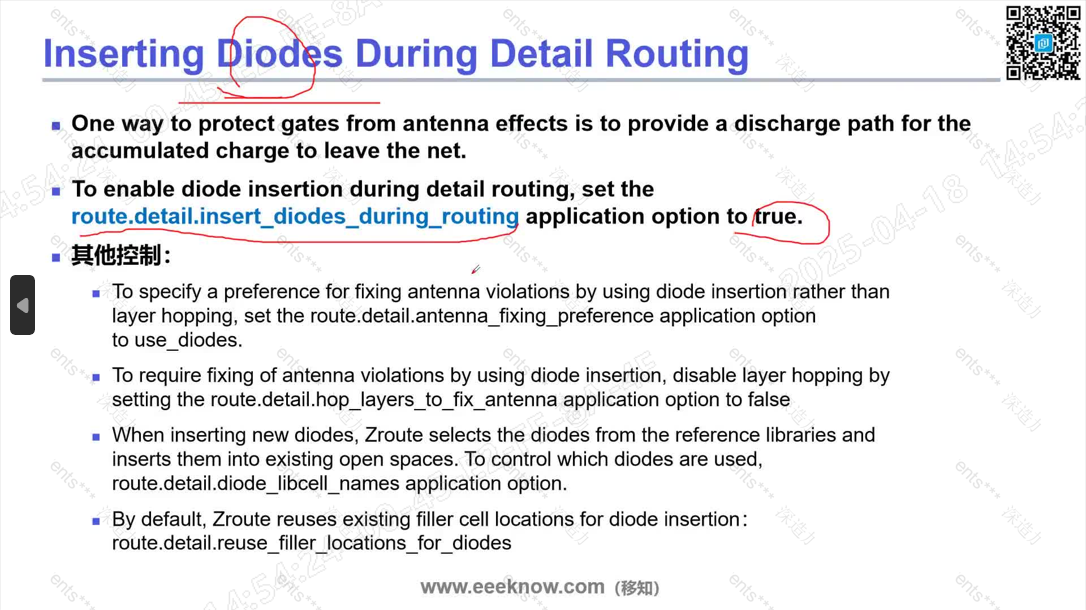 Inserting Diodes During Detail Routing
One way to protect gates from antenna effects is to provide a discharge path for the
accumulated charge to leave the net.
To enable diode insertion during detail routing, set the
route.detail.insert_diodes_during_routing application option to true.
其他控制：
To specify a preference for fixing antenna violations by using diode insertion rather than
layer hopping, set the route.detail.antenna_fixing_preference application option
to use_diodes.
To require fixing of antenna violations by using diode insertion, disable layer hopping by
setting the route.detail.hop_layers_to_fix_antenna application option to false
When inserting new diodes, Zroute selects the diodes from the reference libraries and
inserts them into existing open spaces. To control which diodes are used,
route.detail.diode_libcell_names application option.
By default, Zroute reuses existing filler cell locations for diode insertion：
route.detail.reuse_filler_locations_for_diodes
www.eeeknow.com（移知）